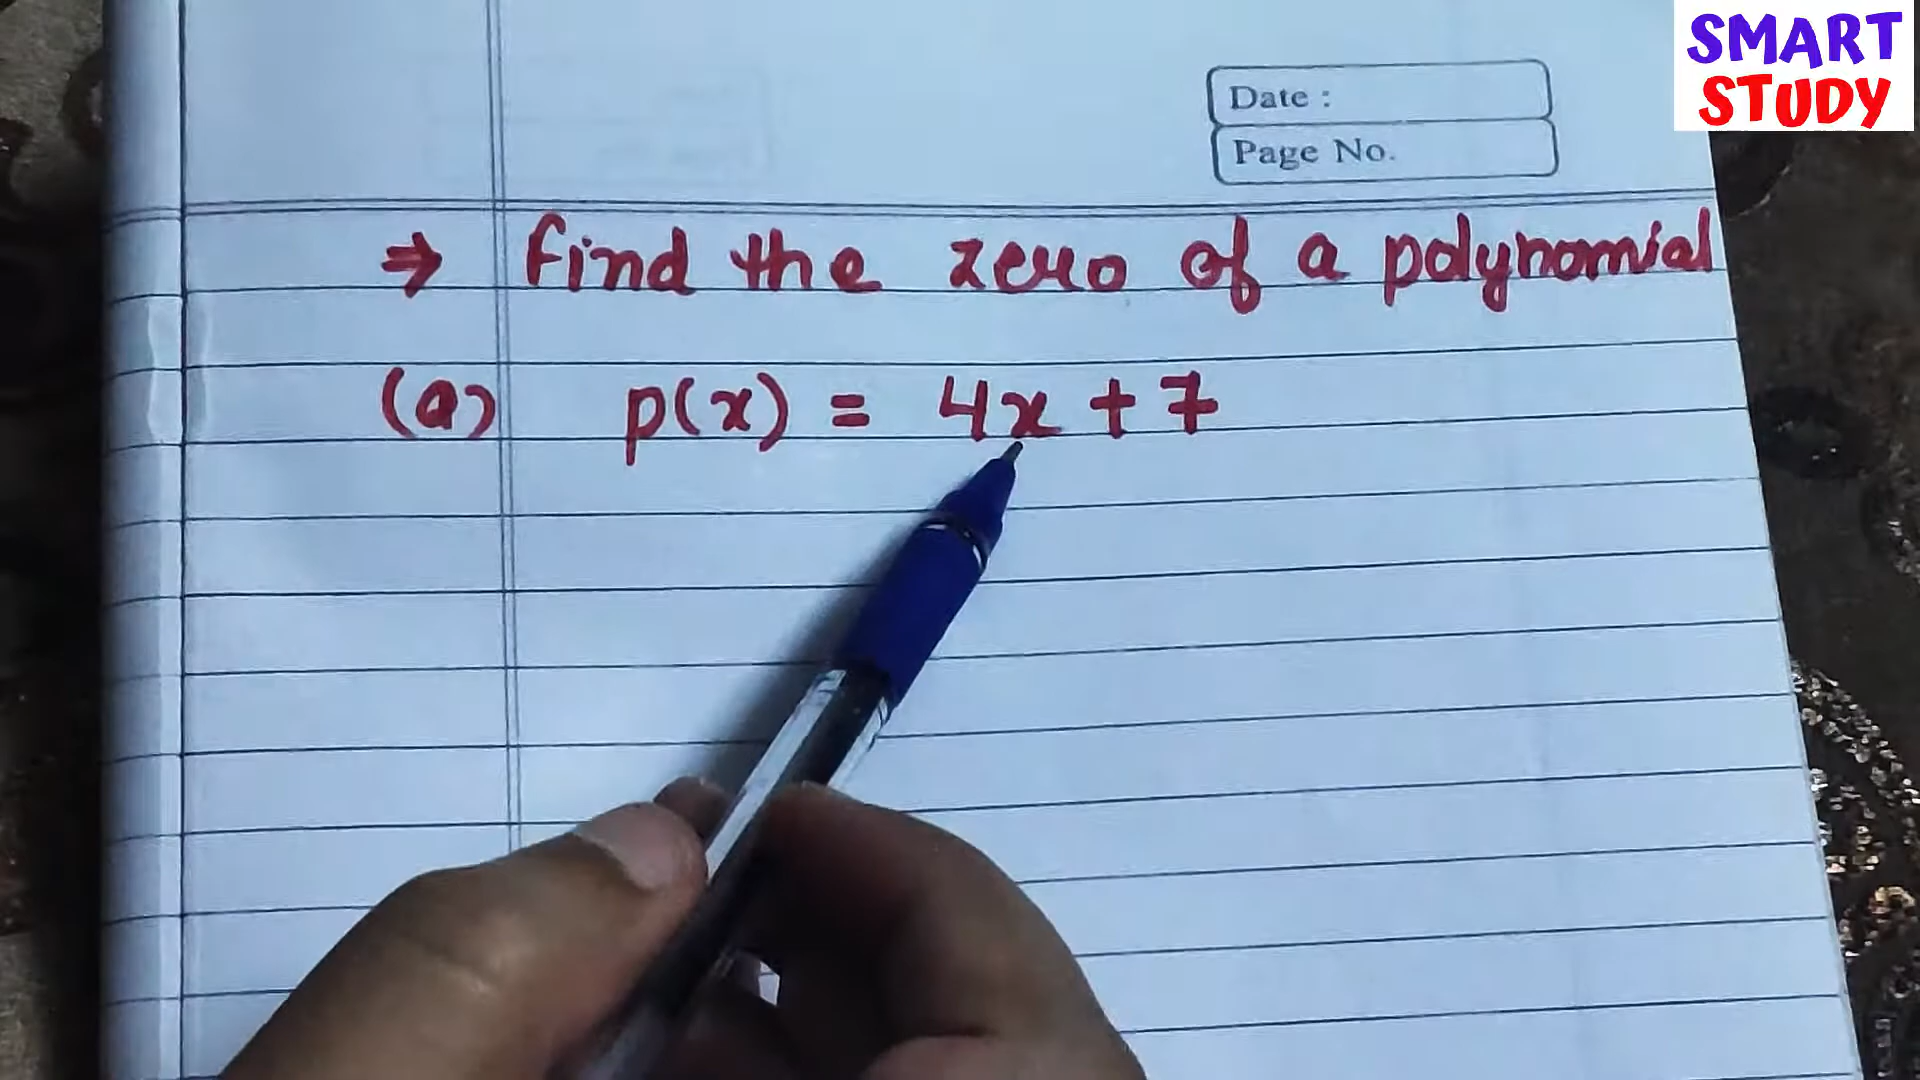 SMART
STUDY
Date :
Page No.
⇒ find the zero of a polynomial
(a) p(x) = 4x + 7